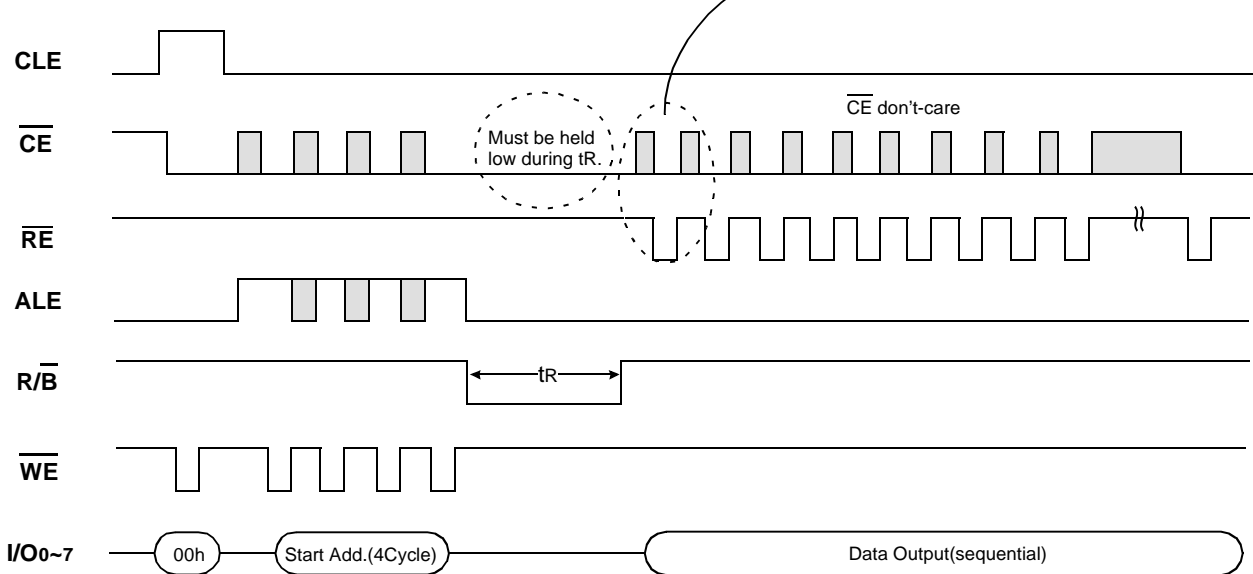 CLE
CE don't-care
CE
Must be held
low during tR.
RE
ALE
R/B
tR
WE
I/O0~7
00h
Start Add.(4Cycle)
Data Output(sequential)